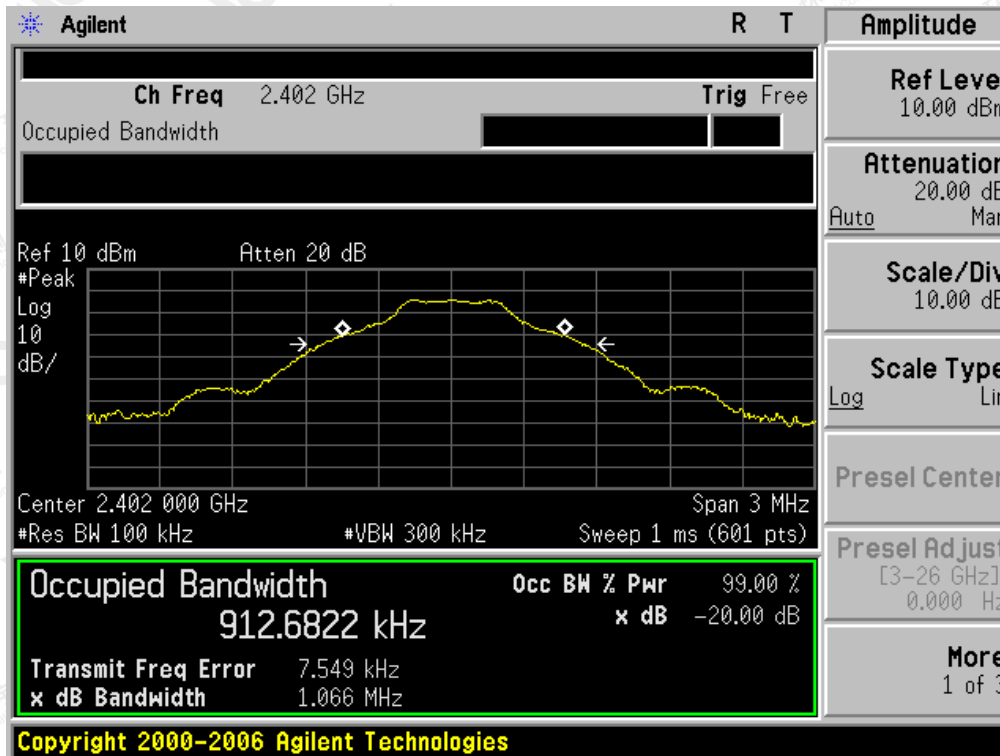 Agilent R T
Amplitude
Ch Freq 2.402 GHz Trig Free
Occupied Bandwidth
Ref Leve
10.00 dBm
Attenuation
20.00 dB
Auto Man
Scale/Div
10.00 dB
Scale Type
Log Lin
Presel Center
Presel Adjust
[3-26 GHz]
0.000 Hz
More
1 of 3
Ref 10 dBm Atten 20 dB
#Peak
Log
10
dB/
Center 2.402 000 GHz Span 3 MHz
#Res BW 100 kHz #VBW 300 kHz Sweep 1 ms (601 pts)
Occupied Bandwidth Occ BW % Pwr 99.00 %
912.6822 kHz x dB -20.00 dB
Transmit Freq Error 7.549 kHz
x dB Bandwidth 1.066 MHz
Copyright 2000-2006 Agilent Technologies